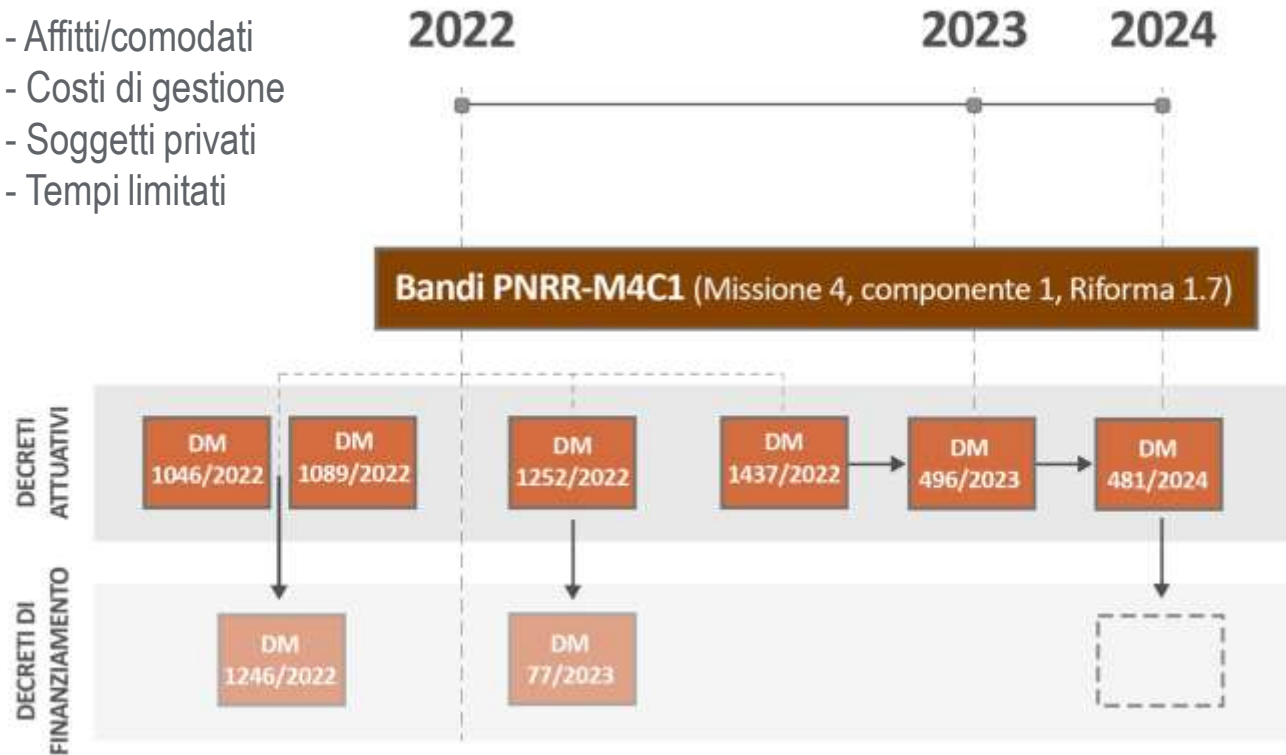 - Affitti/comodati
- Costi di gestione
- Soggetti privati
- Tempi limitati
2022
2023
2024
Bandi PNRR-M4C1 (Missione 4, componente 1, Riforma 1.7)
DECRETI
ATTUATIVI
DM
1046/2022
DM
1089/2022
DM
1252/2022
DM
1437/2022
DM
496/2023
DM
481/2024
DECRETI DI
FINANZIAMENTO
DM
1246/2022
DM
77/2023